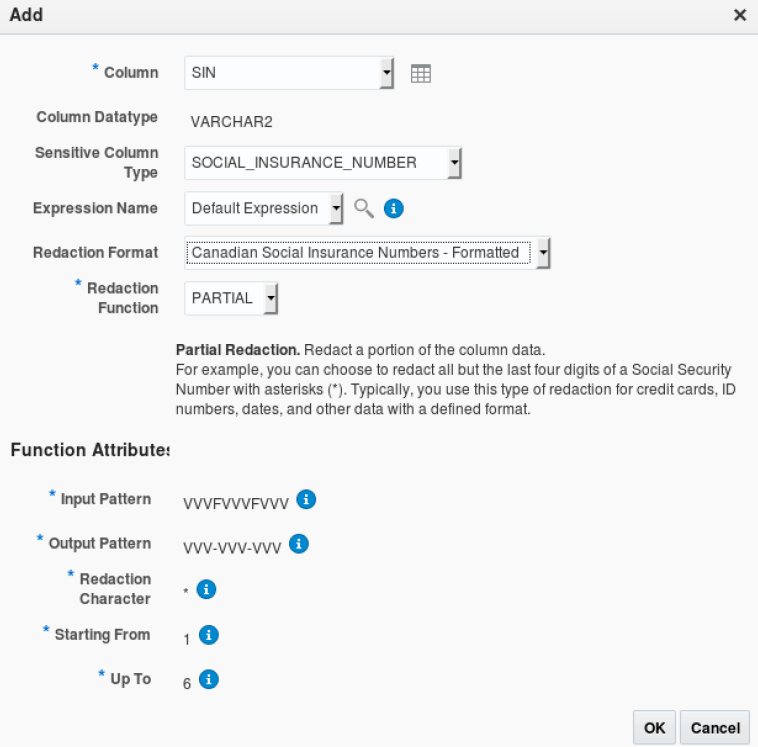 Add
* Column SIN
Column Datatype VARCHAR2
Sensitive Column
Type SOCIAL_INSURANCE_NUMBER
Expression Name Default Expression
Redaction Format Canadian Social Insurance Numbers - Formatted
* Redaction
Function PARTIAL
Partial Redaction. Redact a portion of the column data.
For example, you can choose to redact all but the last four digits of a Social Security
Number with asterisks (*). Typically, you use this type of redaction for credit cards, ID
numbers, dates, and other data with a defined format.
Function Attributes
* Input Pattern VVVFVVVFVVV
* Output Pattern VVV-VVV-VVV
* Redaction
Character *
* Starting From 1
* Up To 6
OK Cancel